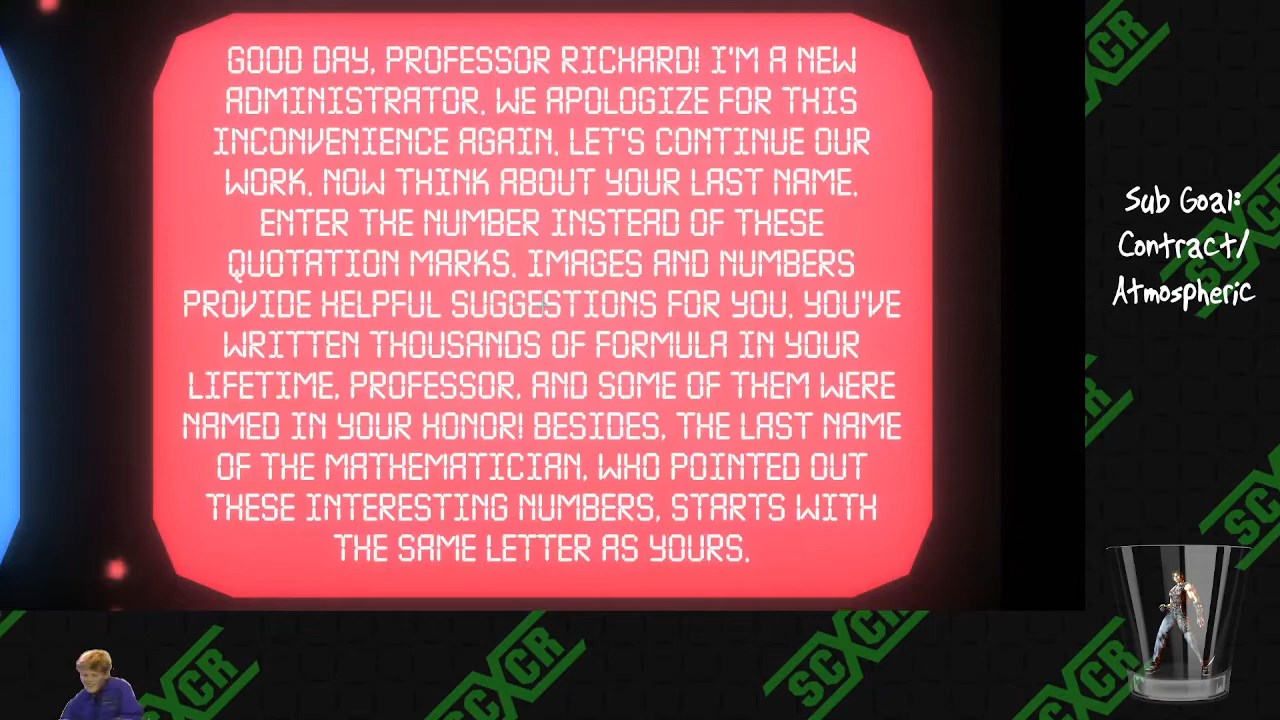 GOOD DAY, PROFESSOR RICHARD! I'M A NEW
ADMINISTRATOR. WE APOLOGIZE FOR THIS
INCONVENIENCE AGAIN. LET'S CONTINUE OUR
WORK. NOW THINK ABOUT YOUR LAST NAME.
ENTER THE NUMBER INSTEAD OF THESE
QUOTATION MARKS. IMAGES AND NUMBERS
PROVIDE HELPFUL SUGGESTIONS FOR YOU. YOU'VE
WRITTEN THOUSANDS OF FORMULA IN YOUR
LIFETIME, PROFESSOR, AND SOME OF THEM WERE
NAMED IN YOUR HONOR! BESIDES, THE LAST NAME
OF THE MATHEMATICIAN, WHO POINTED OUT
THESE INTERESTING NUMBERS, STARTS WITH
THE SAME LETTER AS YOURS.
Sub Goal:
Contract/
Atmospheric
SCXCR
SCXCR
SCXCR
SCXCR
SCXCR
SCXCR